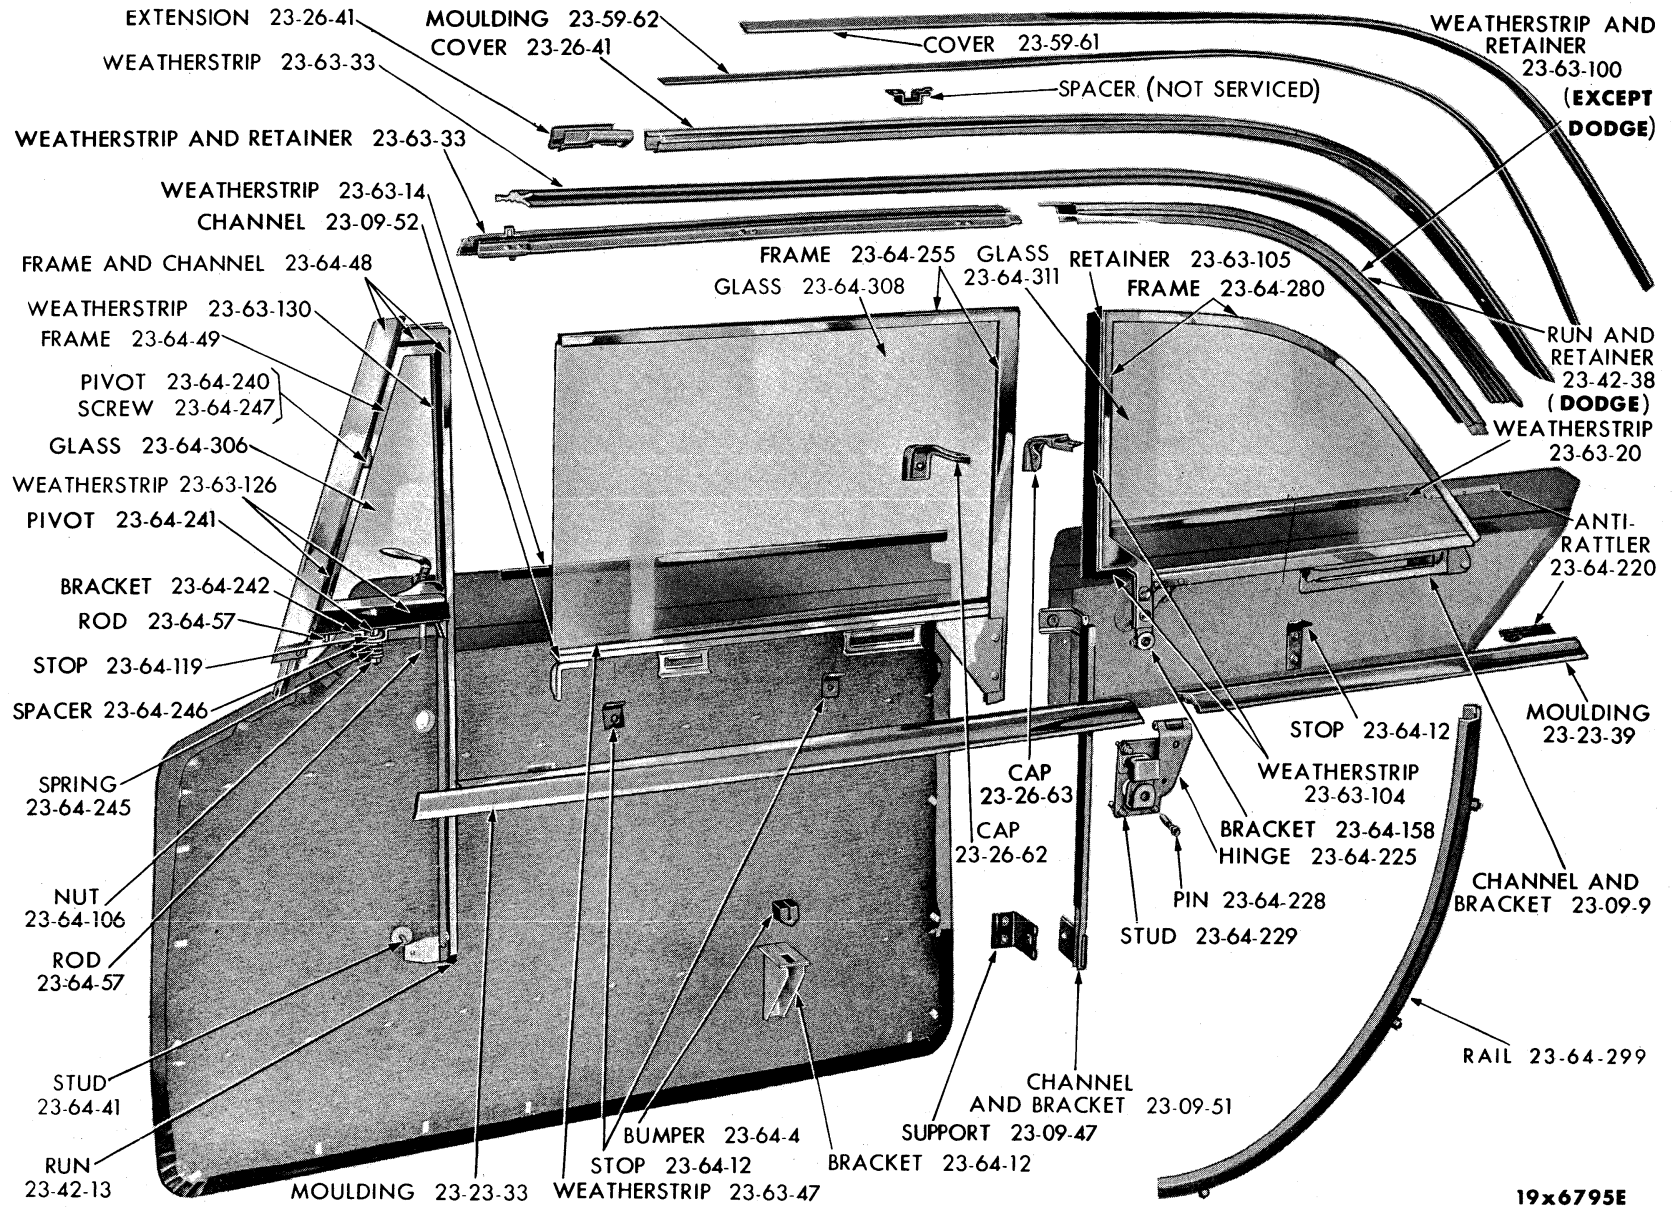 EXTENSION 23-26-41
MOULDING 23-59-62
COVER 23-26-41
COVER 23-59-61
WEATHERSTRIP AND
RETAINER
23-63-100
(EXCEPT
DODGE)
WEATHERSTRIP 23-63-33
SPACER (NOT SERVICED)
WEATHERSTRIP AND RETAINER 23-63-33
WEATHERSTRIP 23-63-14
CHANNEL 23-09-52
FRAME AND CHANNEL 23-64-48
FRAME 23-64-255
GLASS
23-64-311
RETAINER 23-63-105
GLASS 23-64-308
FRAME 23-64-280
WEATHERSTRIP 23-63-130
FRAME 23-64-49
RUN AND
RETAINER
23-42-38
(DODGE)
PIVOT 23-64-240
SCREW 23-64-247
WEATHERSTRIP
23-63-20
GLASS 23-64-306
WEATHERSTRIP 23-63-126
PIVOT 23-64-241
ANTI-
RATTLER
23-64-220
BRACKET 23-64-242
ROD 23-64-57
STOP 23-64-119
SPACER 23-64-246
MOULDING
23-23-39
STOP 23-64-12
SPRING
23-64-245
CAP
23-26-63
WEATHERSTRIP
23-63-104
CAP
23-26-62
BRACKET 23-64-158
HINGE 23-64-225
NUT
23-64-106
PIN 23-64-228
CHANNEL AND
BRACKET 23-09-9
STUD 23-64-229
ROD
23-64-57
RAIL 23-64-299
STUD
23-64-41
CHANNEL
AND BRACKET 23-09-51
SUPPORT 23-09-47
BUMPER 23-64-4
STOP 23-64-12
BRACKET 23-64-12
RUN
23-42-13
MOULDING 23-23-33
WEATHERSTRIP 23-63-47
19x6795E